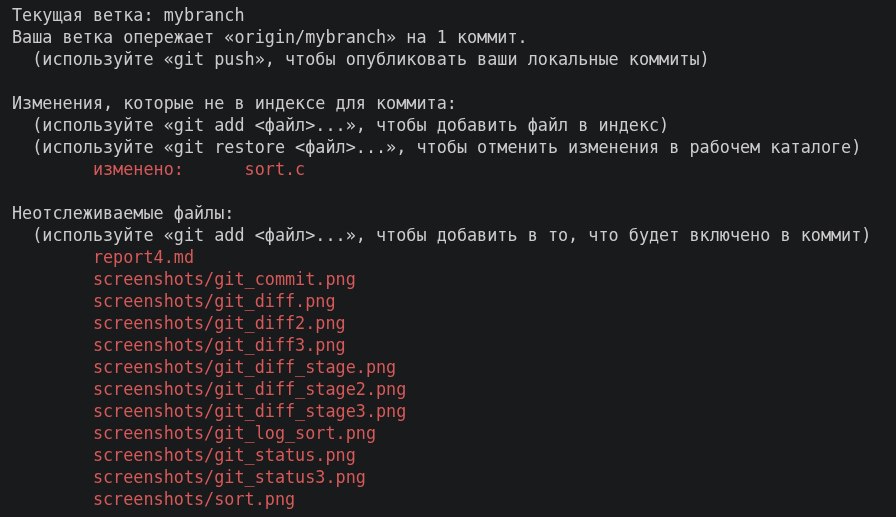 Текущая ветка: mybranch
Ваша ветка опережает «origin/mybranch» на 1 коммит.
  (используйте «git push», чтобы опубликовать ваши локальные коммиты)

Изменения, которые не в индексе для коммита:
  (используйте «git add <файл>...», чтобы добавить файл в индекс)
  (используйте «git restore <файл>...», чтобы отменить изменения в рабочем каталоге)
        изменено:      sort.c

Неотслеживаемые файлы:
  (используйте «git add <файл>...», чтобы добавить в то, что будет включено в коммит)
        report4.md
        screenshots/git_commit.png
        screenshots/git_diff.png
        screenshots/git_diff2.png
        screenshots/git_diff3.png
        screenshots/git_diff_stage.png
        screenshots/git_diff_stage2.png
        screenshots/git_diff_stage3.png
        screenshots/git_log_sort.png
        screenshots/git_status.png
        screenshots/git_status3.png
        screenshots/sort.png